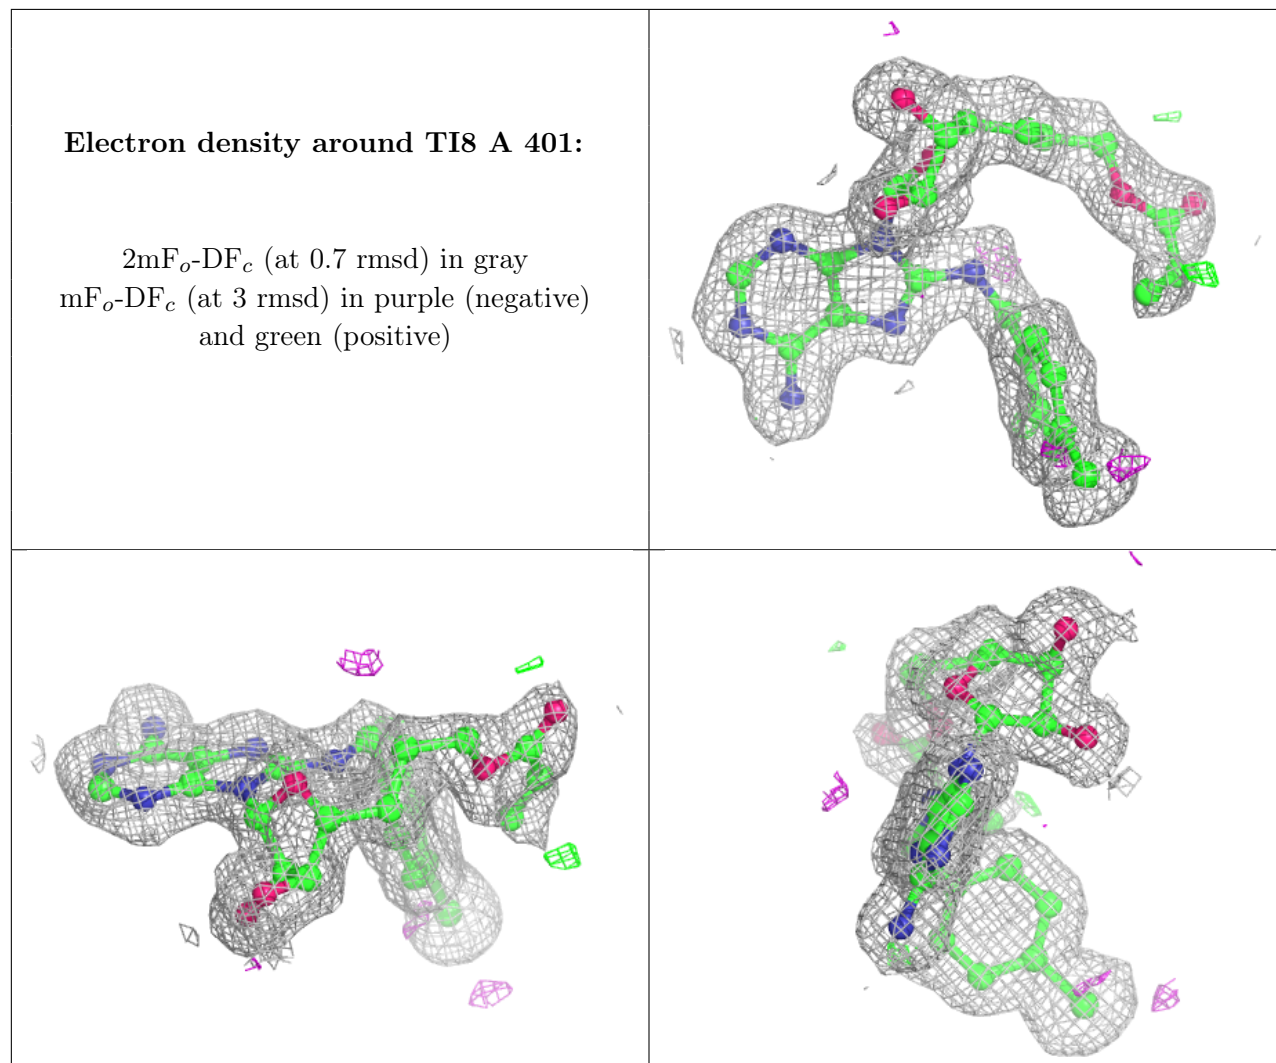 Electron density around TI8 A 401:
2mFo-DFc (at 0.7 rmsd) in gray
mFo-DFc (at 3 rmsd) in purple (negative)
and green (positive)